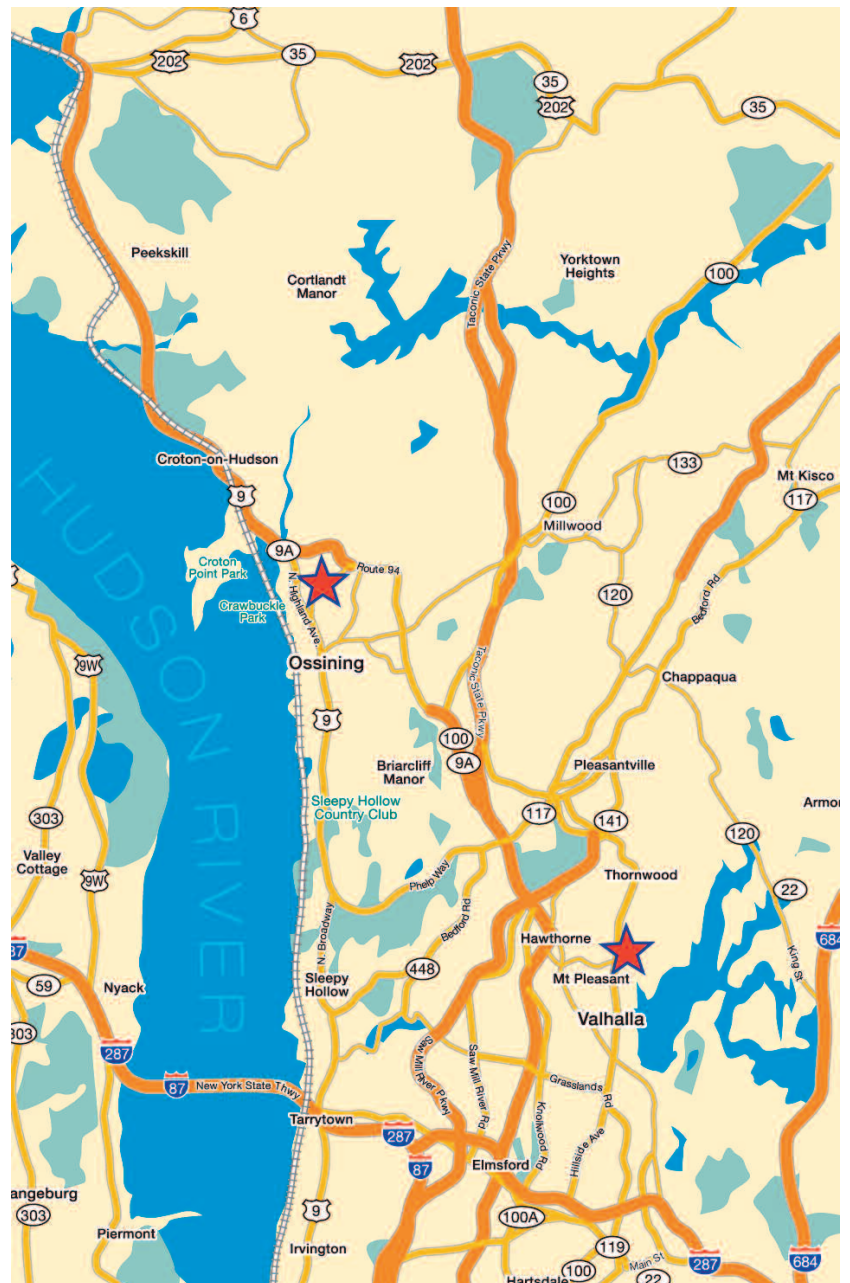 6
35
202
202
35
202
35
Peekskill
Cortlandt
Manor
Taconic State Pkwy
Yorktown
Heights
100
Croton-on-Hudson
133
Mt Kisco
117
9
100
Millwood
9A
Croton
Point Park
Route 94
N. Highland Ave.
Crawbuckle
Park
120
Bedford Rd
HUDSON RIVER
9W
Ossining
Taconic State Pkwy
Chappaqua
9
100
9A
Briarcliff
Manor
Pleasantville
Sleepy Hollow
Country Club
117
141
Armon
303
120
Valley
Cottage
9W
Phelp Way
Thornwood
22
Bedford Rd
N. Broadway
Hawthorne
684
87
448
King St
59
Nyack
Sleepy
Hollow
Mt Pleasant
Valhalla
303
287
Saw Mill River Pkwy
Saw Mill River Rd
Grasslands Rd
87
New York State Thwy
Tarrytown
287
Knollwood Rd
Hillside Ave
87
Elmsford
angeburg
303
9
100A
Piermont
Irvington
119
Main St
287
684
100
Hartsdale
22